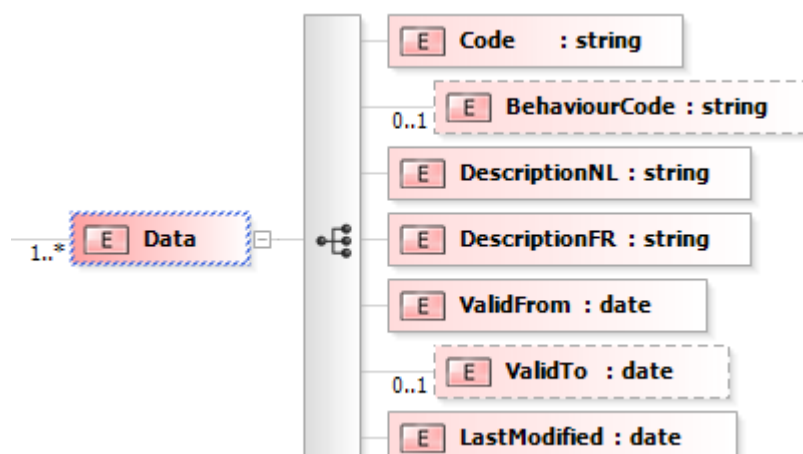 E Code : string
0..1 E BehaviourCode : string
E DescriptionNL : string
1..* E Data
E DescriptionFR : string
E ValidFrom : date
0..1 E ValidTo : date
E LastModified : date